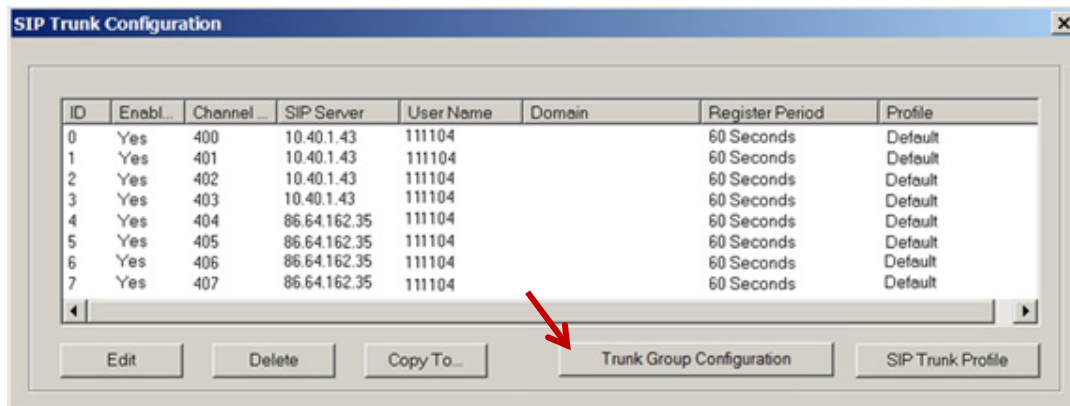 SIP Trunk Configuration
ID Enabl... Channel ... SIP Server User Name Domain Register Period Profile
0 Yes 400 10.40.1.43 111104 60 Seconds Default
1 Yes 401 10.40.1.43 111104 60 Seconds Default
2 Yes 402 10.40.1.43 111104 60 Seconds Default
3 Yes 403 10.40.1.43 111104 60 Seconds Default
4 Yes 404 86.64.162.35 111104 60 Seconds Default
5 Yes 405 86.64.162.35 111104 60 Seconds Default
6 Yes 406 86.64.162.35 111104 60 Seconds Default
7 Yes 407 86.64.162.35 111104 60 Seconds Default
Edit Delete Copy To... Trunk Group Configuration SIP Trunk Profile